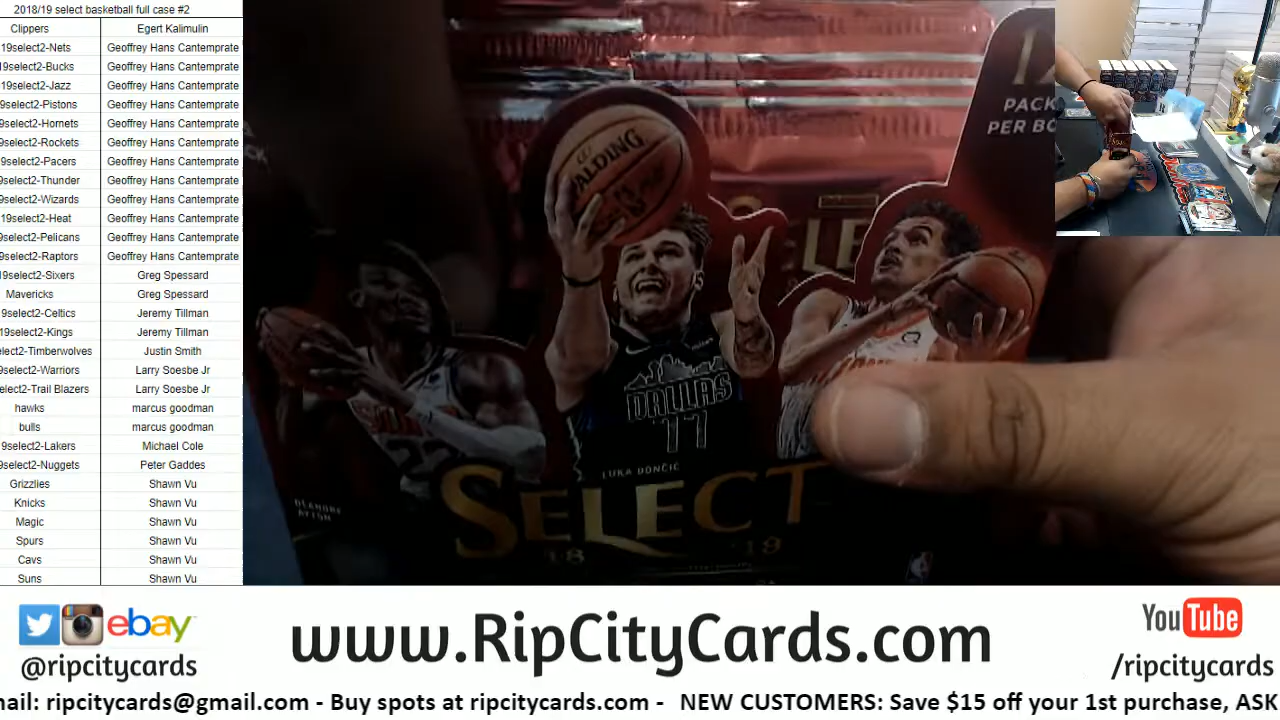 2018/19 select basketball full case #2
Clippers Egert Kalimulin
19select2-Nets Geoffrey Hans Cantemprate
19select2-Bucks Geoffrey Hans Cantemprate
19select2-Jazz Geoffrey Hans Cantemprate
9select2-Pistons Geoffrey Hans Cantemprate
9select2-Hornets Geoffrey Hans Cantemprate
9select2-Rockets Geoffrey Hans Cantemprate
9select2-Pacers Geoffrey Hans Cantemprate
9select2-Thunder Geoffrey Hans Cantemprate
9select2-Wizards Geoffrey Hans Cantemprate
19select2-Heat Geoffrey Hans Cantemprate
9select2-Pelicans Geoffrey Hans Cantemprate
9select2-Raptors Geoffrey Hans Cantemprate
19select2-Sixers Greg Spessard
Mavericks Greg Spessard
9select2-Celtics Jeremy Tillman
19select2-Kings Jeremy Tillman
elect2-Timberwolves Justin Smith
9select2-Warriors Larry Soesbe Jr
select2-Trail Blazers Larry Soesbe Jr
hawks marcus goodman
bulls marcus goodman
9select2-Lakers Michael Cole
9select2-Nuggets Peter Gaddes
Grizzlies Shawn Vu
Knicks Shawn Vu
Magic Shawn Vu
Spurs Shawn Vu
Cavs Shawn Vu
Suns Shawn Vu
12
PACK
PER BO
SPALDING
DALLAS
77
LUKA DONČIĆ
DEANDRE
AYTON
SELECT
18 19
ebay
@ripcitycards
www.RipCityCards.com
YouTube
/ripcitycards
nail: ripcitycards@gmail.com - Buy spots at ripcitycards.com - NEW CUSTOMERS: Save $15 off your 1st purchase, ASK